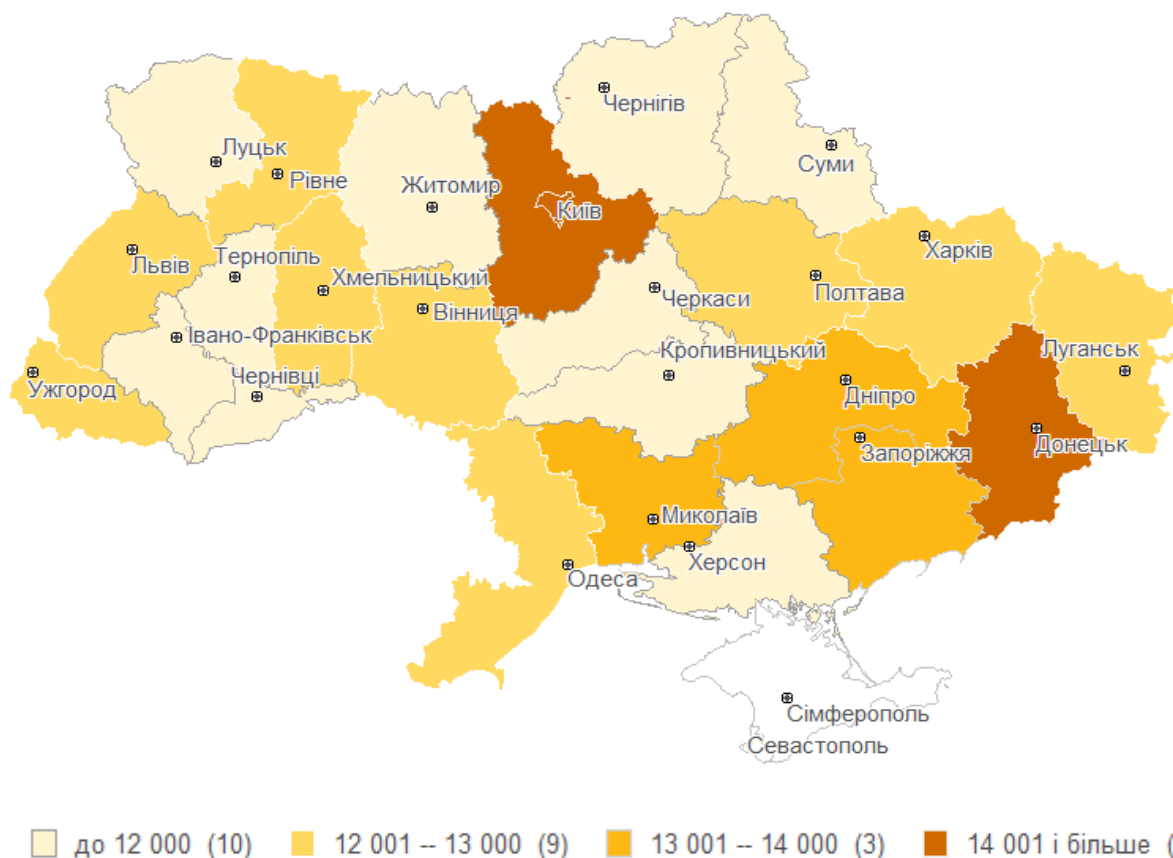 Чернігів
Суми
Луцьк
Рівне
Житомир
Київ
Харків
Тернопіль
Львів
Хмельницький
Черкаси
Полтава
Вінниця
Івано-Франківськ
Кропивницький
Луганськ
Ужгород
Чернівці
Дніпро
Запоріжжя
Донецьк
Миколаїв
Херсон
Одеса
Сімферополь
Севастополь
до 12 000 (10) 12 001 -- 13 000 (9) 13 001 -- 14 000 (3) 14 001 і більше (